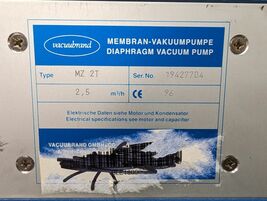 vacuubrand
MEMBRAN-VAKUUMPUMPE
DIAPHRAGM VACUUM PUMP
Type MZ 2T Ser. No. 19427704
2,5 m³/h 96
Elektrische Daten siehe Motor und Kondensator
Electrical specifications see motor and capacitor
VACUUBRAND GMBH